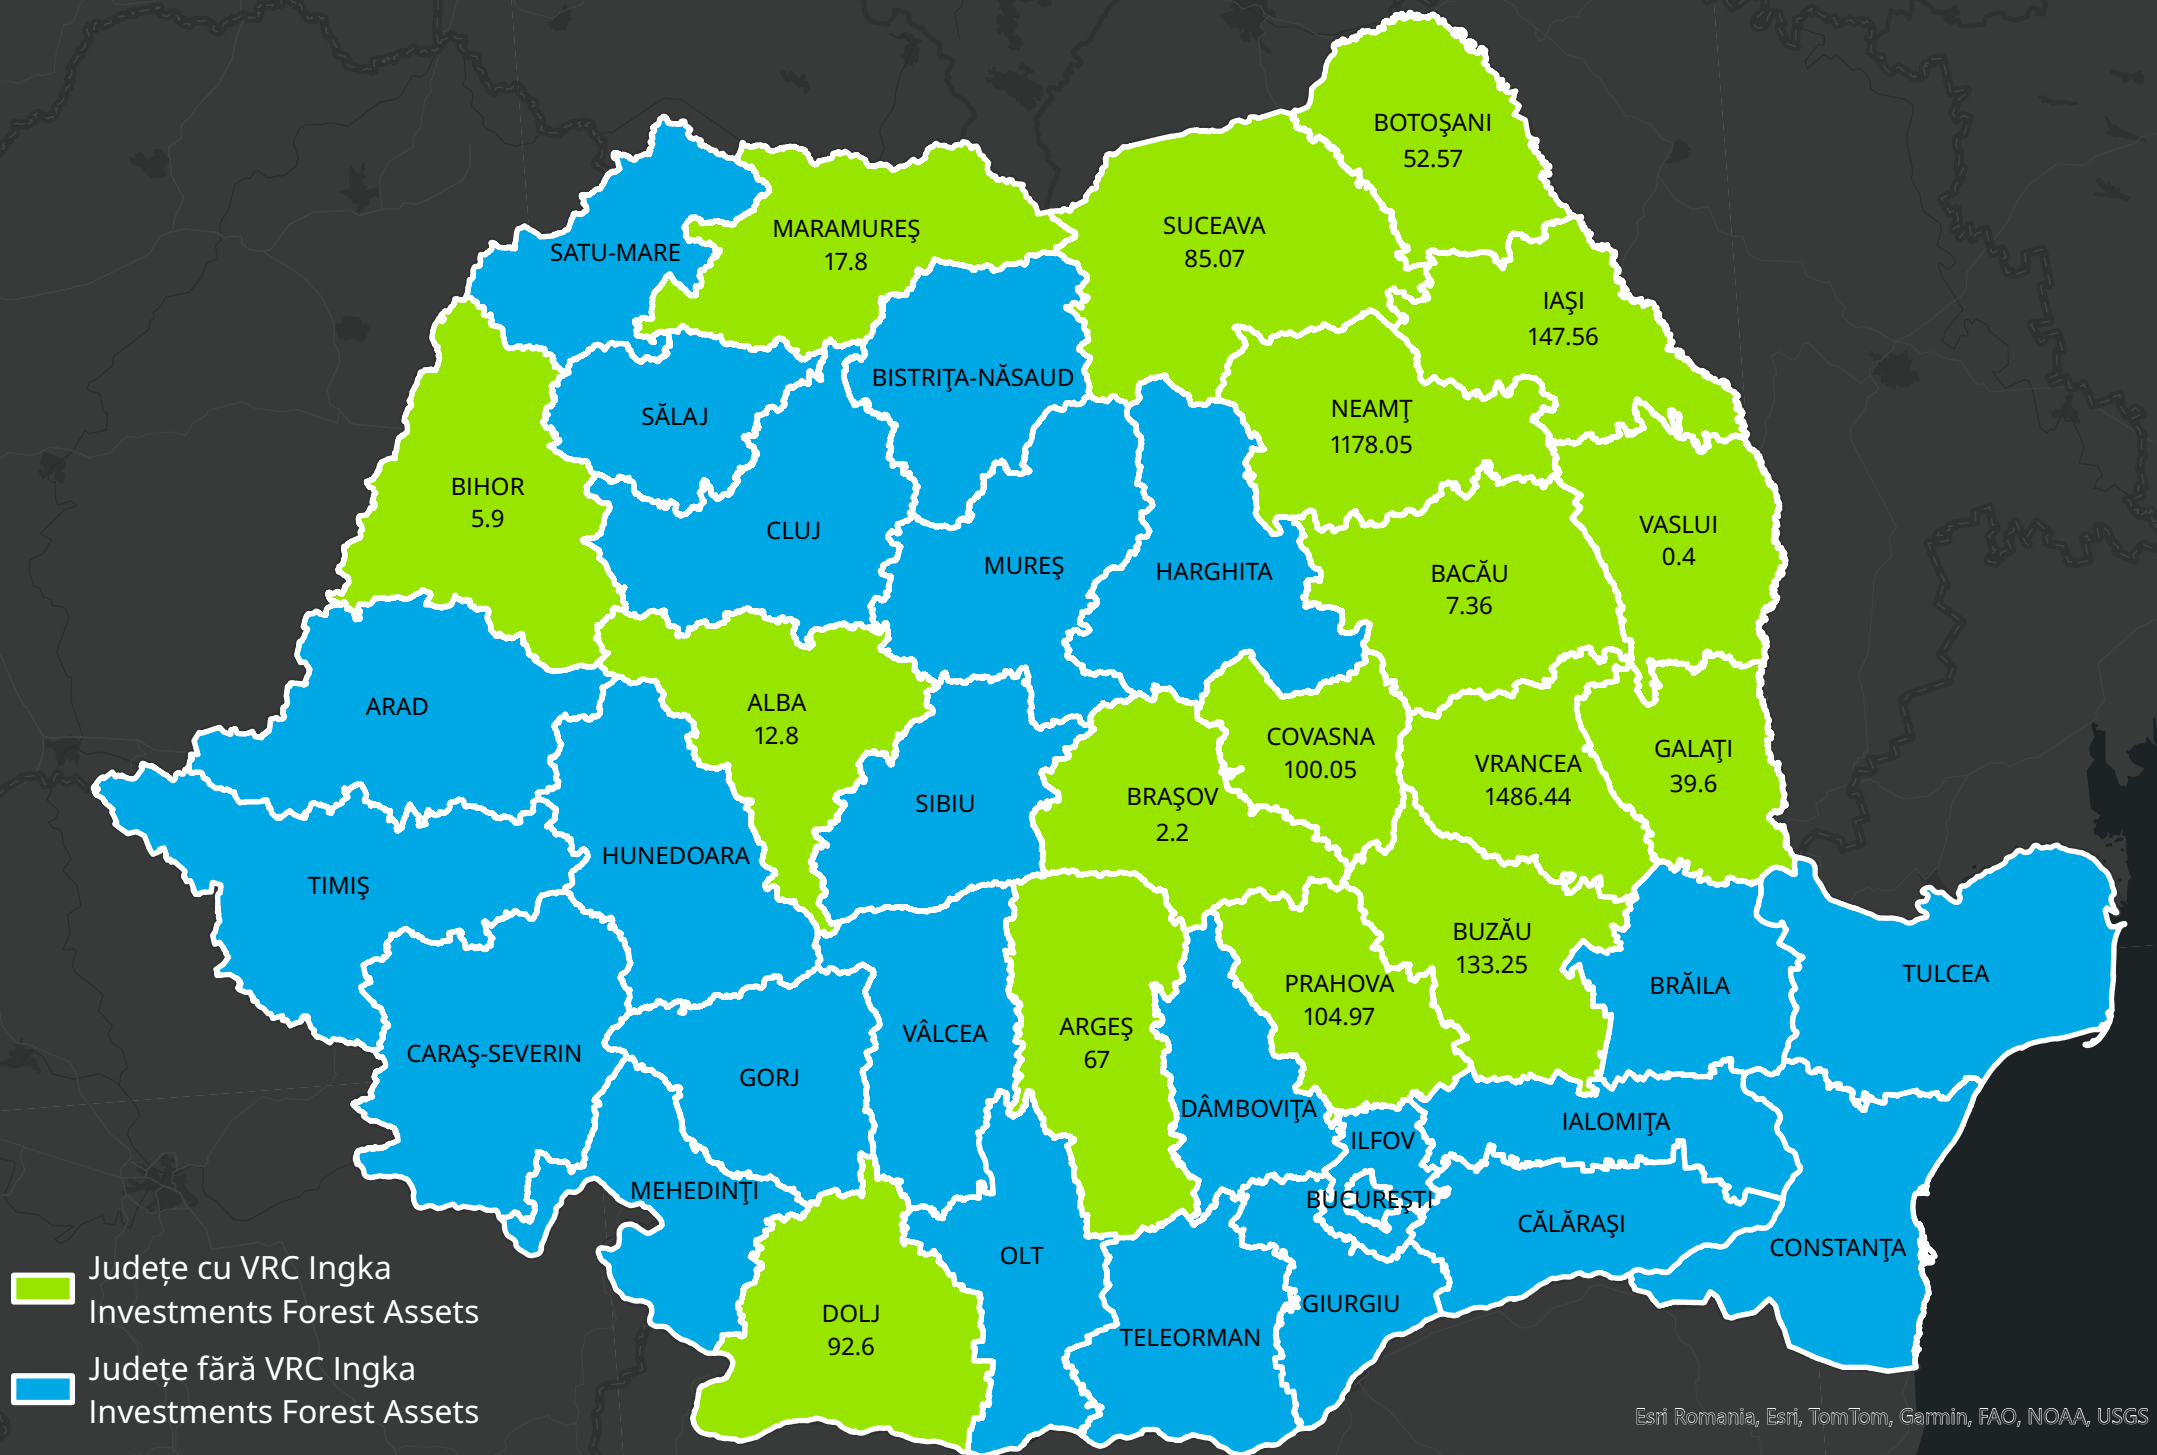 BOTOŞANI
52.57
SUCEAVA
85.07
MARAMUREŞ
17.8
SATU-MARE
IAŞI
147.56
BISTRIŢA-NĂSAUD
NEAMŢ
1178.05
SĂLAJ
BIHOR
5.9
CLUJ
VASLUI
0.4
MUREŞ
HARGHITA
BACĂU
7.36
ARAD
ALBA
12.8
COVASNA
100.05
VRANCEA
1486.44
GALAŢI
39.6
SIBIU
BRAŞOV
2.2
HUNEDOARA
TIMIŞ
BUZĂU
133.25
PRAHOVA
104.97
BRĂILA
TULCEA
ARGEŞ
67
VÂLCEA
CARAŞ-SEVERIN
GORJ
DÂMBOVIŢA
IALOMIŢA
ILFOV
MEHEDINŢI
BUCUREŞTI
CĂLĂRAŞI
CONSTANŢA
OLT
GIURGIU
DOLJ
92.6
TELEORMAN
Județe cu VRC Ingka
Investments Forest Assets
Județe fără VRC Ingka
Investments Forest Assets
Esri Romania, Esri, TomTom, Garmin, FAO, NOAA, USGS